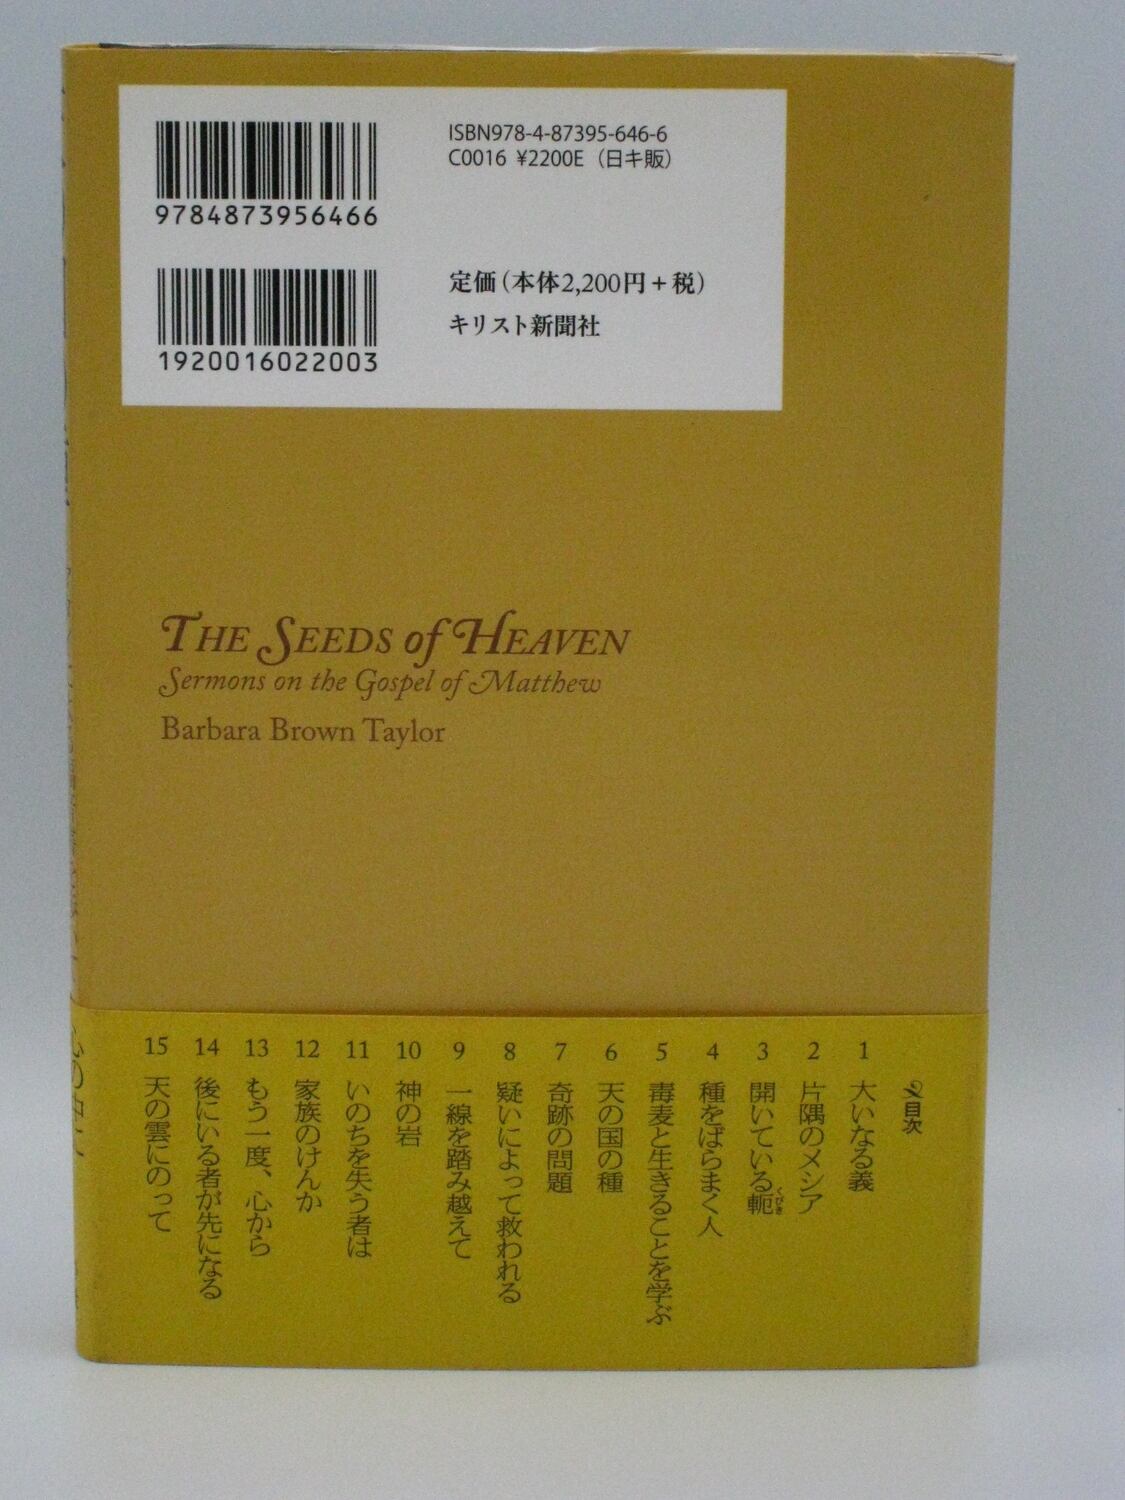 9784873956466
ISBN978-4-87395-646-6
C0016 ¥2200E (日キ販)
1920016022003
定価(本体2,200円+税)
キリスト新聞社
THE SEEDS of HEAVEN
Sermons on the Gospel of Matthew
Barbara Brown Taylor
目次
1 大いなる義
2 片隅のメシア
3 開いている軛
くびき
4 種をばらまく人
5 毒麦と生きることを学ぶ
6 天の国の種
7 奇跡の問題
8 疑いによって救われる
9 一線を踏み越えて
10 神の岩
11 いのちを失う者は
12 家族のけんか
13 もう一度、心から
14 後にいる者が先になる
15 天の雲にのって